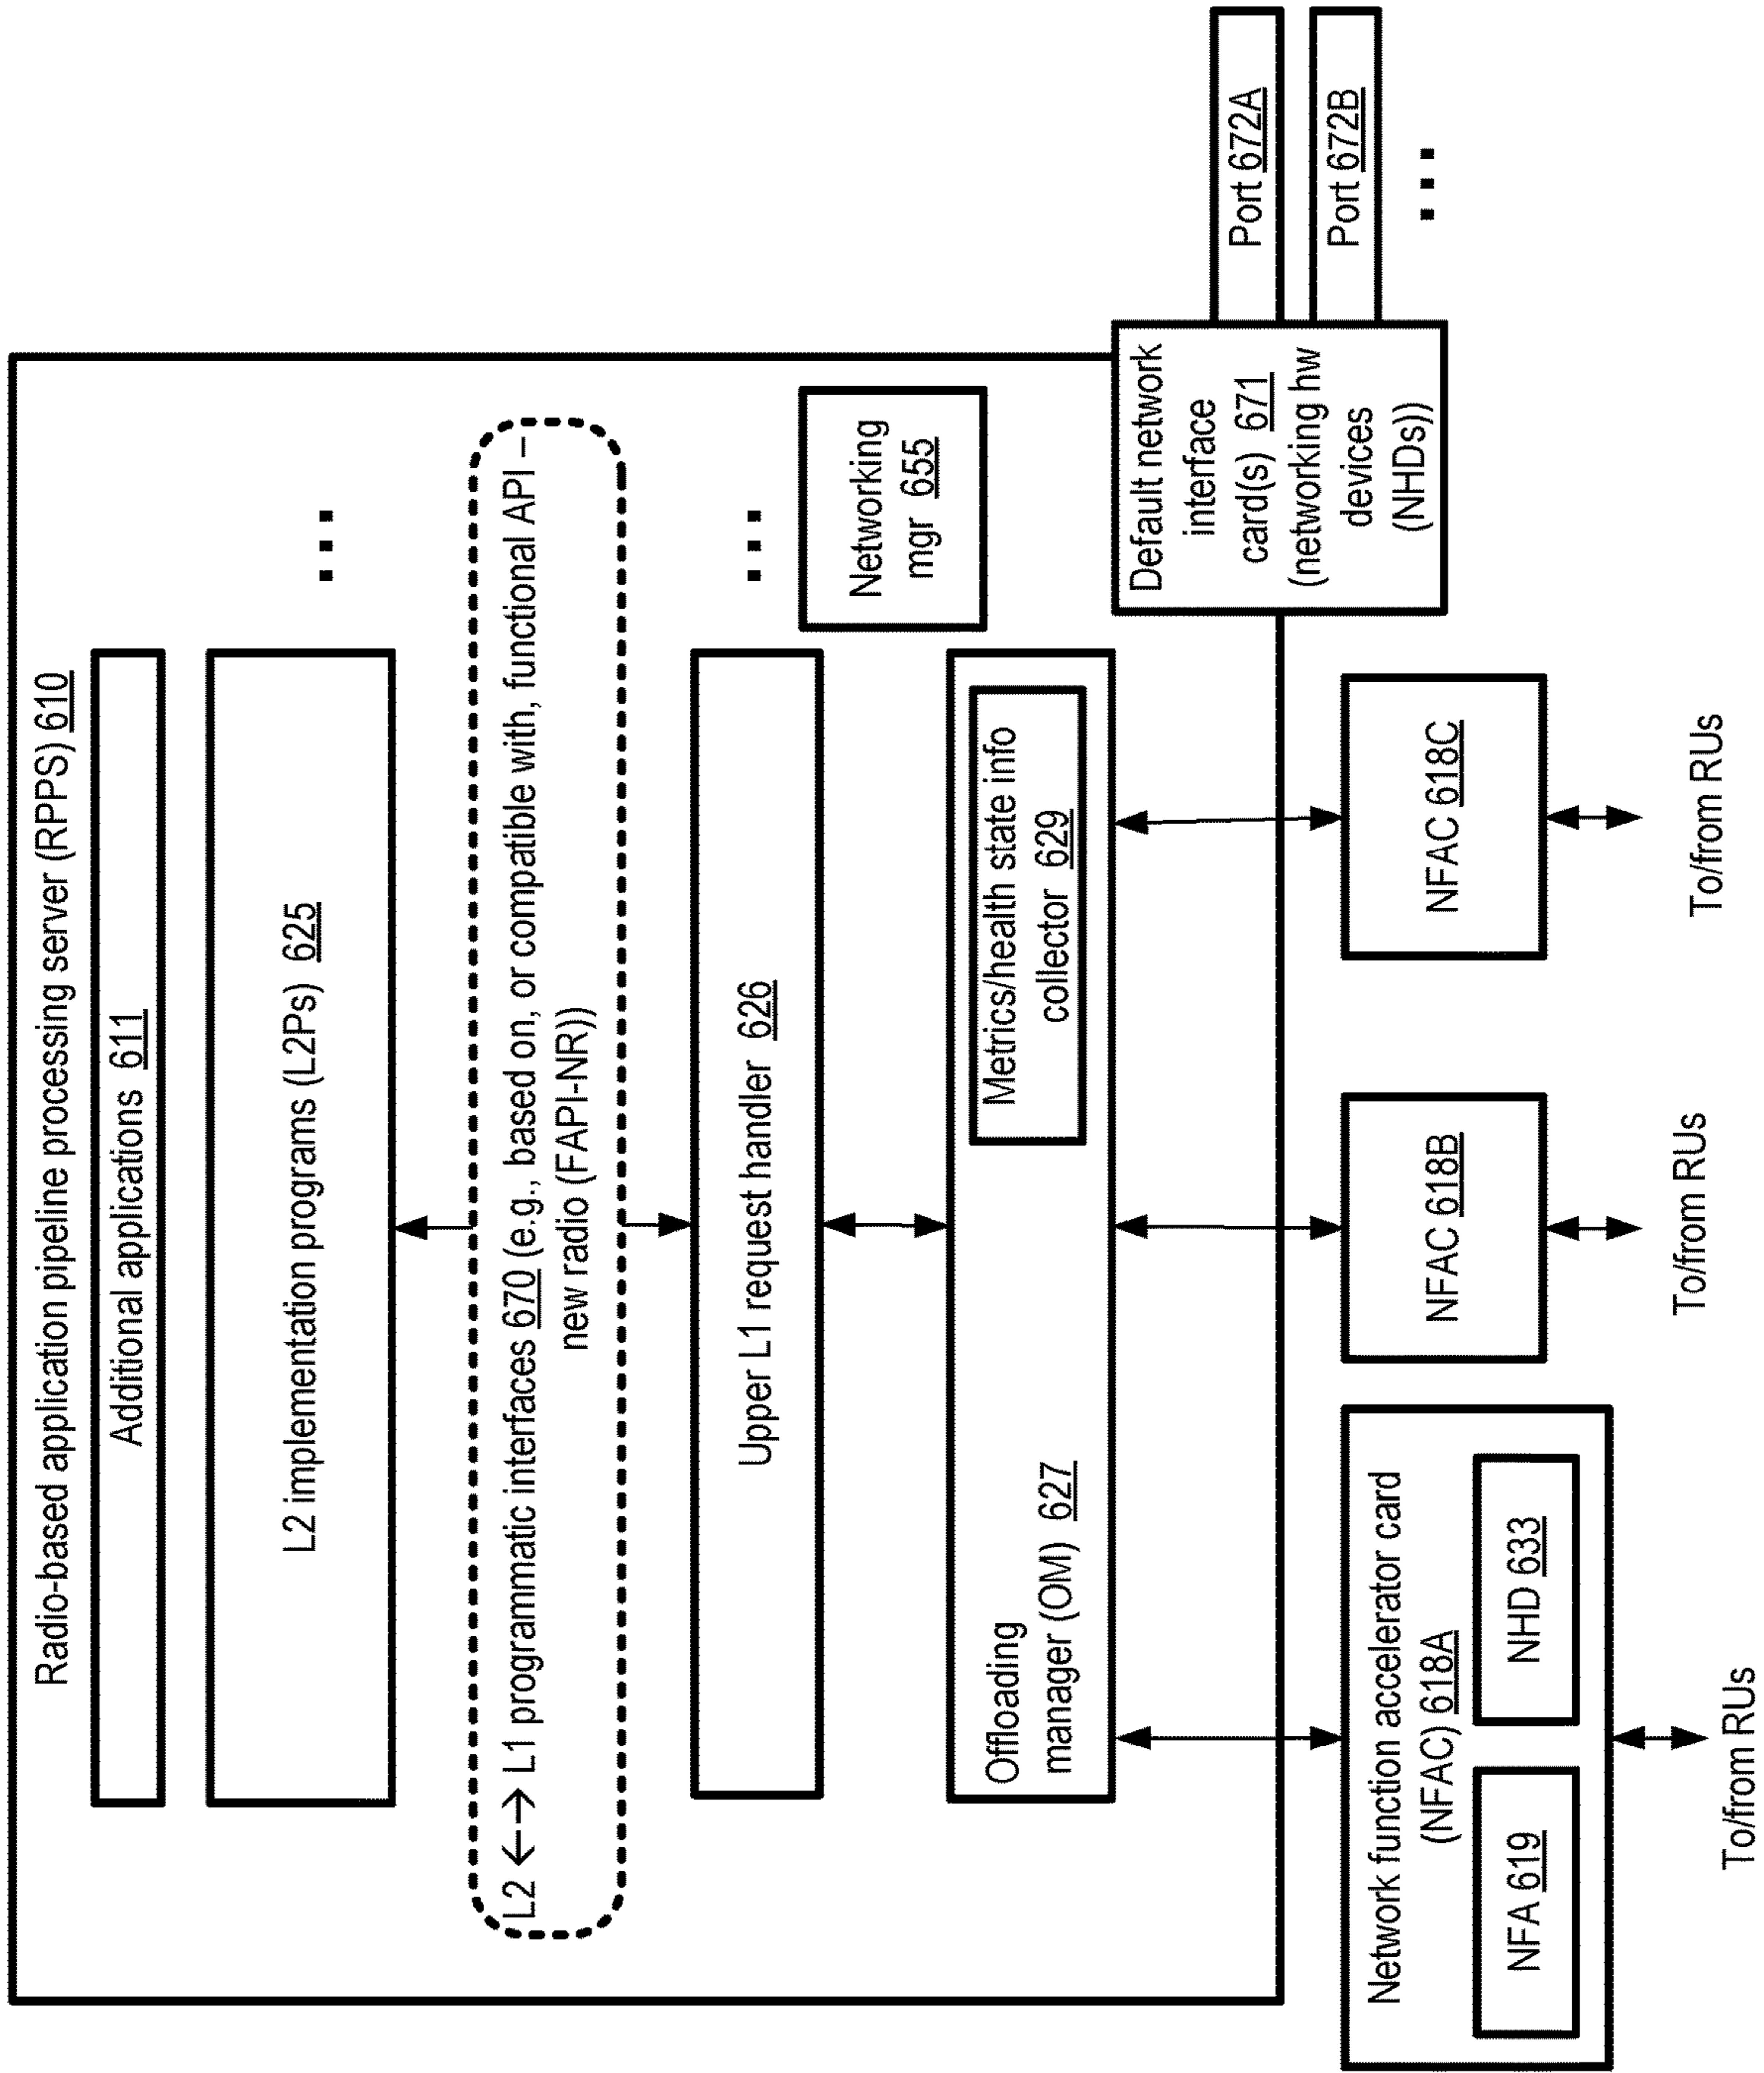 Radio-based application pipeline processing server (RPPS) 610
Additional applications 611
L2 implementation programs (L2Ps) 625
...
L2 ←→ L1 programmatic interfaces 670 (e.g., based on, or compatible with, functional API –
new radio (FAPI-NR))
Upper L1 request handler 626
...
Networking
mgr 655
Offloading
manager (OM) 627
Metrics/health state info
collector 629
Default network
interface
card(s) 671
(networking hw
devices
(NHDs))
Port 672A
Port 672B
...
Network function accelerator card
(NFAC) 618A
NFA 619
NHD 633
NFAC 618B
NFAC 618C
To/from RUs
To/from RUs
To/from RUs